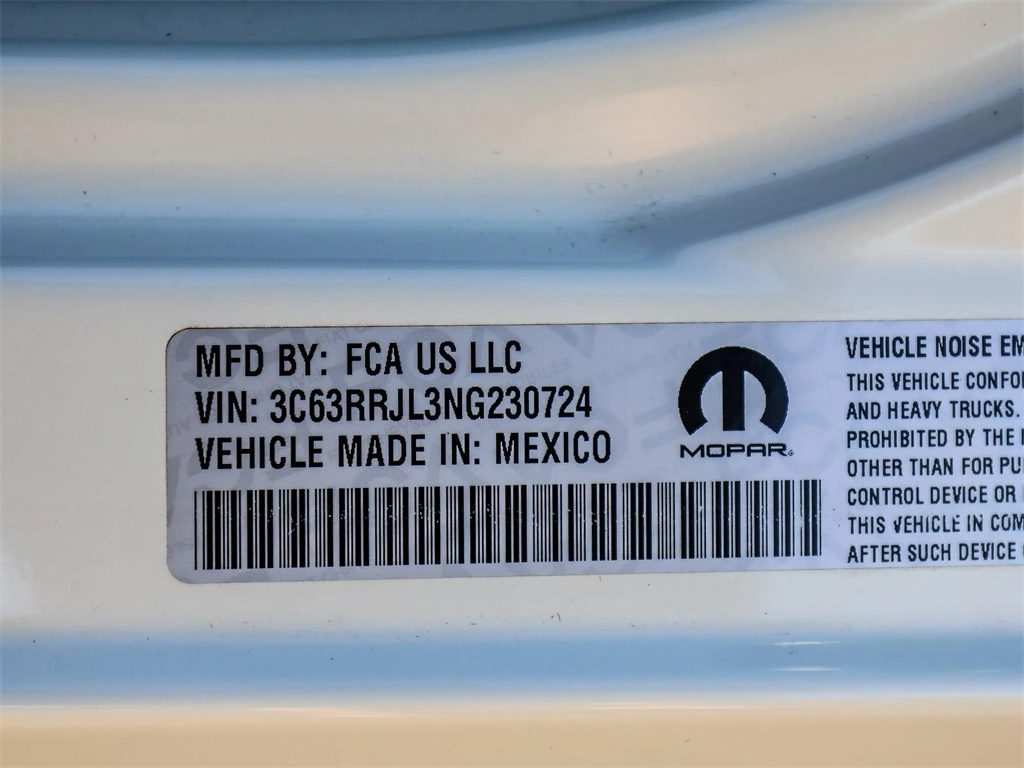 MFD BY: FCA US LLC
VIN: 3C63RRJL3NG230724
VEHICLE MADE IN: MEXICO
MOPAR®
VEHICLE NOISE EM
THIS VEHICLE CONFO
AND HEAVY TRUCKS.
PROHIBITED BY THE
OTHER THAN FOR PU
CONTROL DEVICE OR
THIS VEHICLE IN COM
AFTER SUCH DEVICE